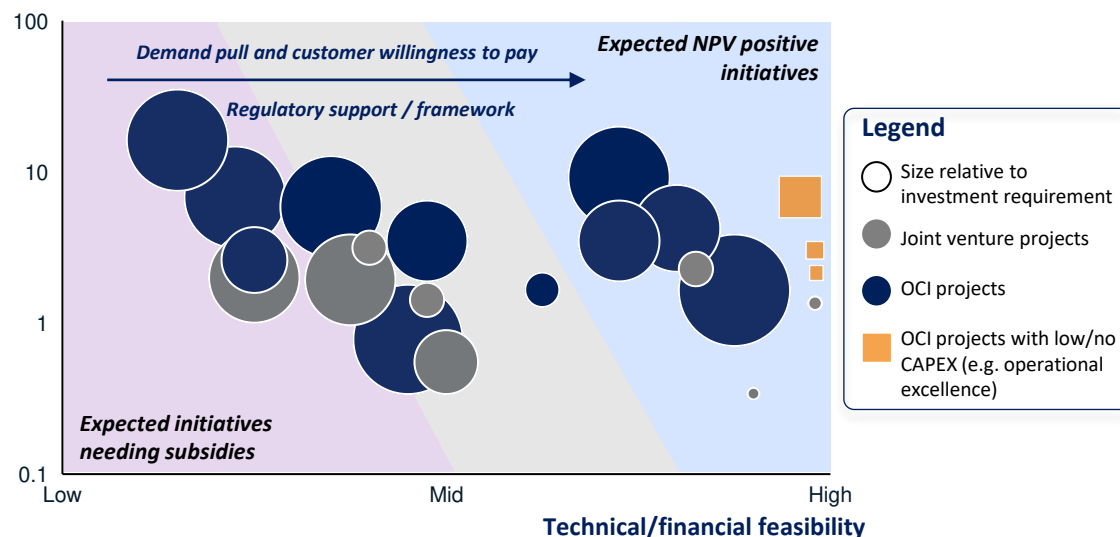 100
10
1
0.1
Demand pull and customer willingness to pay
Regulatory support / framework
Expected NPV positive
initiatives
Expected initiatives
needing subsidies
Low
Mid
High
Technical/financial feasibility
Legend
Size relative to
investment requirement
Joint venture projects
OCI projects
OCI projects with low/no
CAPEX (e.g. operational
excellence)